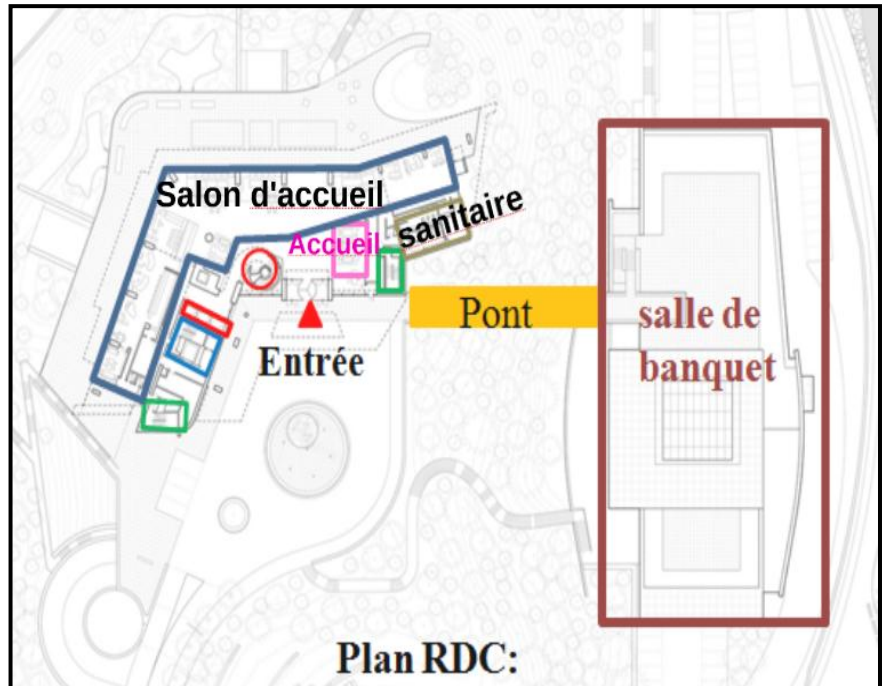 Salon d'accueil
sanitaire
Accueil
Pont
salle de
banquet
Entrée
Plan RDC: